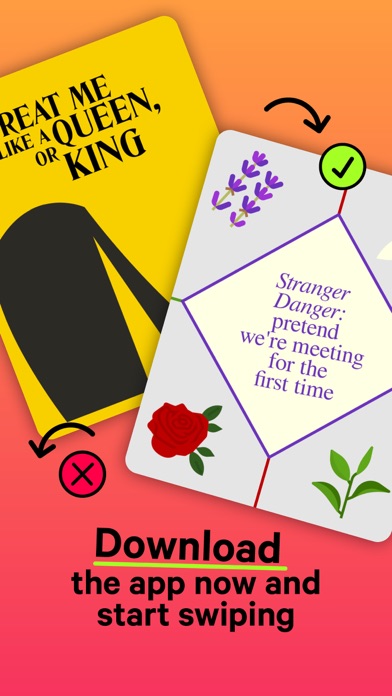 REAT ME
LIKE A QUEEN,
OR KING
Stranger
Danger:
pretend
we're meeting
for the
first time
Download
the app now and
start swiping